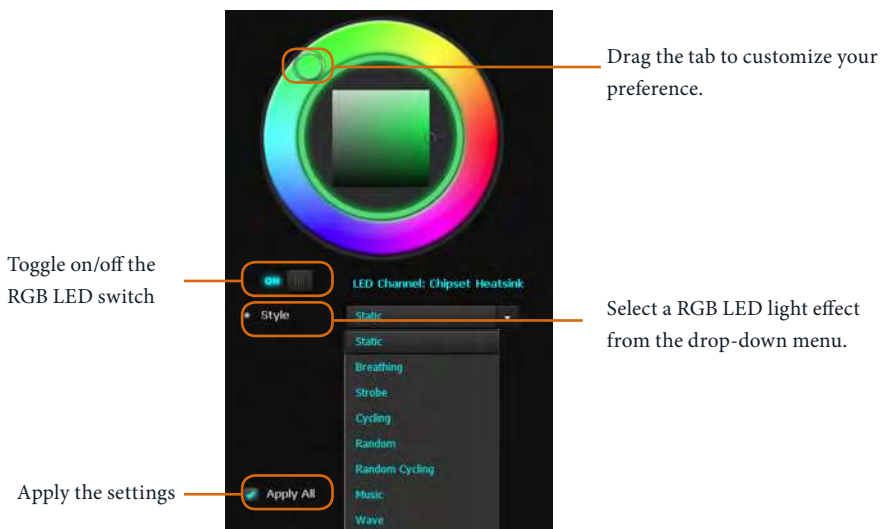 Drag the tab to customize your
preference.
Toggle on/off the
RGB LED switch
ON
LED Channel: Chipset Heatsink
Style
Static
Select a RGB LED light effect
from the drop-down menu.
Static
Breathing
Strobe
Cycling
Random
Random Cycling
Apply the settings
Apply All
Music
Wave